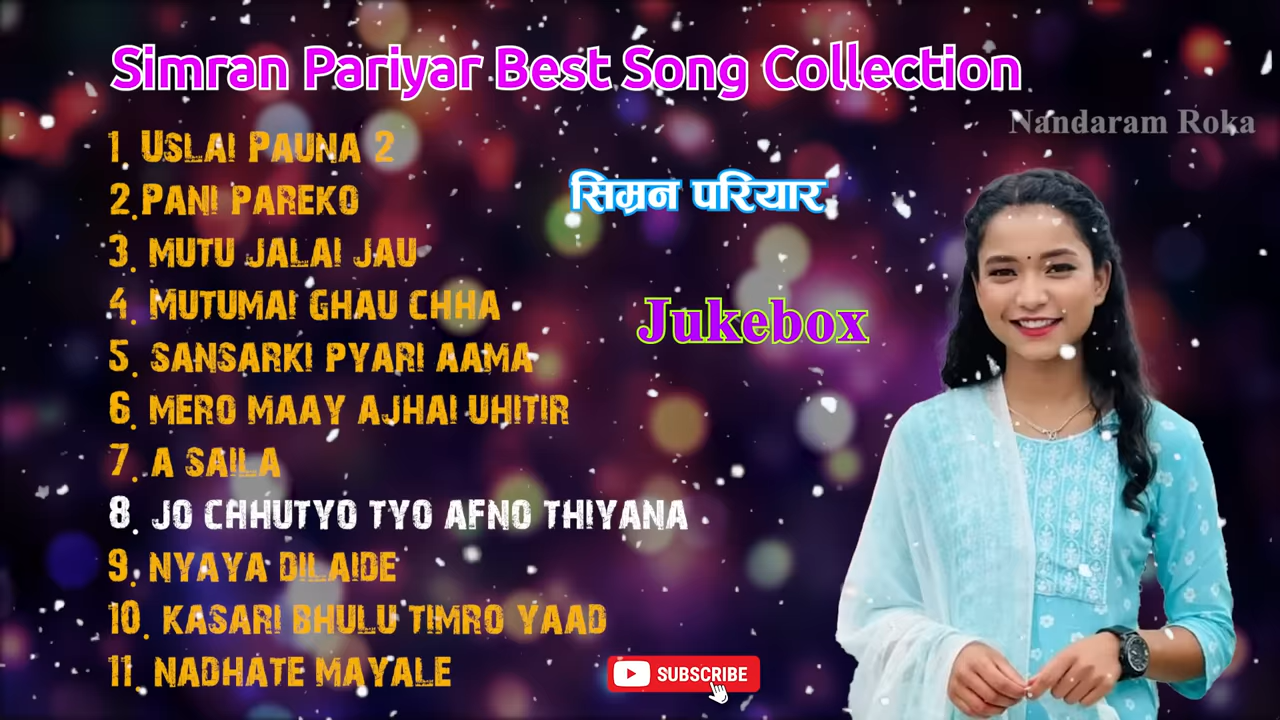 Simran Pariyar Best Song Collection
Nandaram Roka
1 Uslai Pauna 2
2.Pani pareko
सिम्रन परियार
3. mutu jalai jau
4. Mutumai ghau chha
Jukebox
5. sansarki pyari aama
6. mero maay ajhai uhitir
7. a saila
8. jo chhutyo tyo afno thiyana
9. nyaya dilaide
10. kasari bhulu timro yaad
11. nadhate mayale
SUBSCRIBE